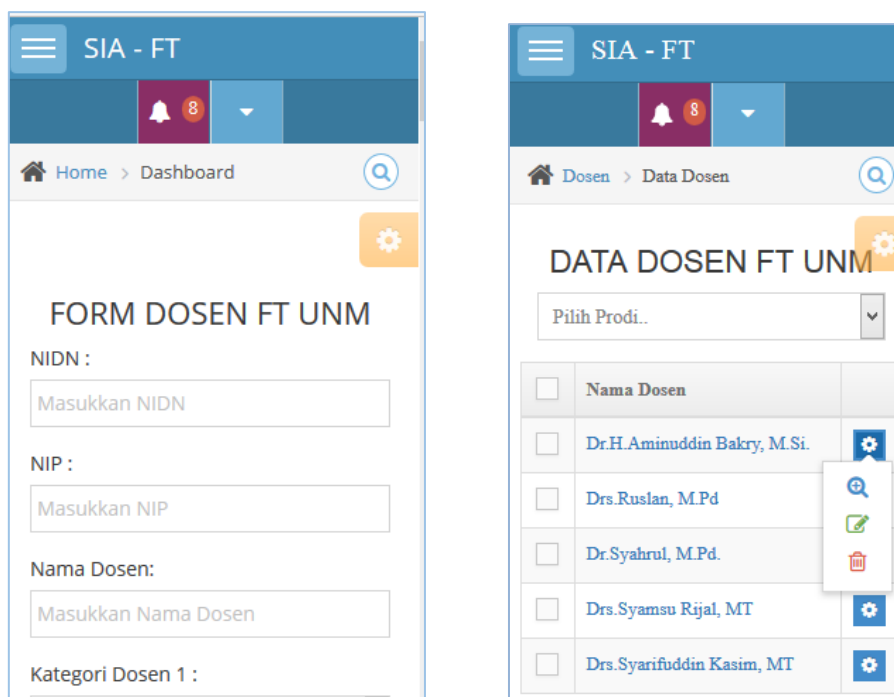 SIA - FT
8
Home > Dashboard
FORM DOSEN FT UNM
NIDN :
Masukkan NIDN
NIP :
Masukkan NIP
Nama Dosen:
Masukkan Nama Dosen
Kategori Dosen 1 :
SIA - FT
8
Dosen > Data Dosen
DATA DOSEN FT UNM
Pilih Prodi..
Nama Dosen
Dr.H.Aminuddin Bakry, M.Si.
Drs.Ruslan, M.Pd
Dr.Syahrul, M.Pd.
Drs.Syamsu Rijal, MT
Drs.Syarifuddin Kasim, MT